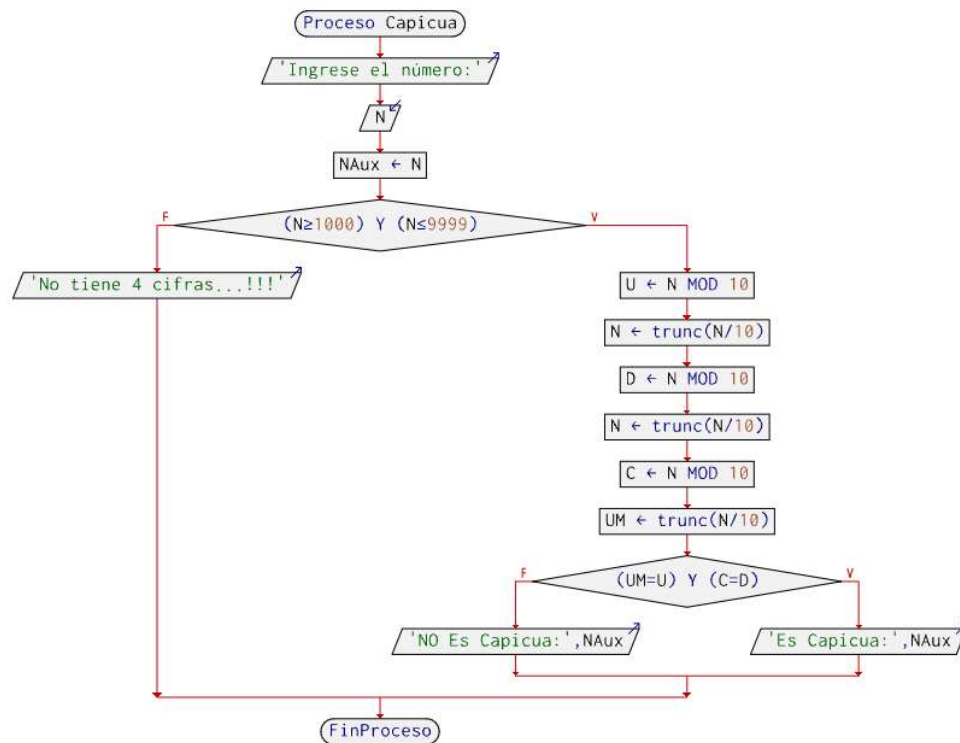 Proceso Capicua
'Ingrese el número:'
N
NAux ← N
(N≥1000) Y (N≤9999)
F
V
'No tiene 4 cifras...!!!'
U ← N MOD 10
N ← trunc(N/10)
D ← N MOD 10
N ← trunc(N/10)
C ← N MOD 10
UM ← trunc(N/10)
(UM=U) Y (C=D)
F
V
'NO Es Capicua:',NAux
'Es Capicua:',NAux
FinProceso